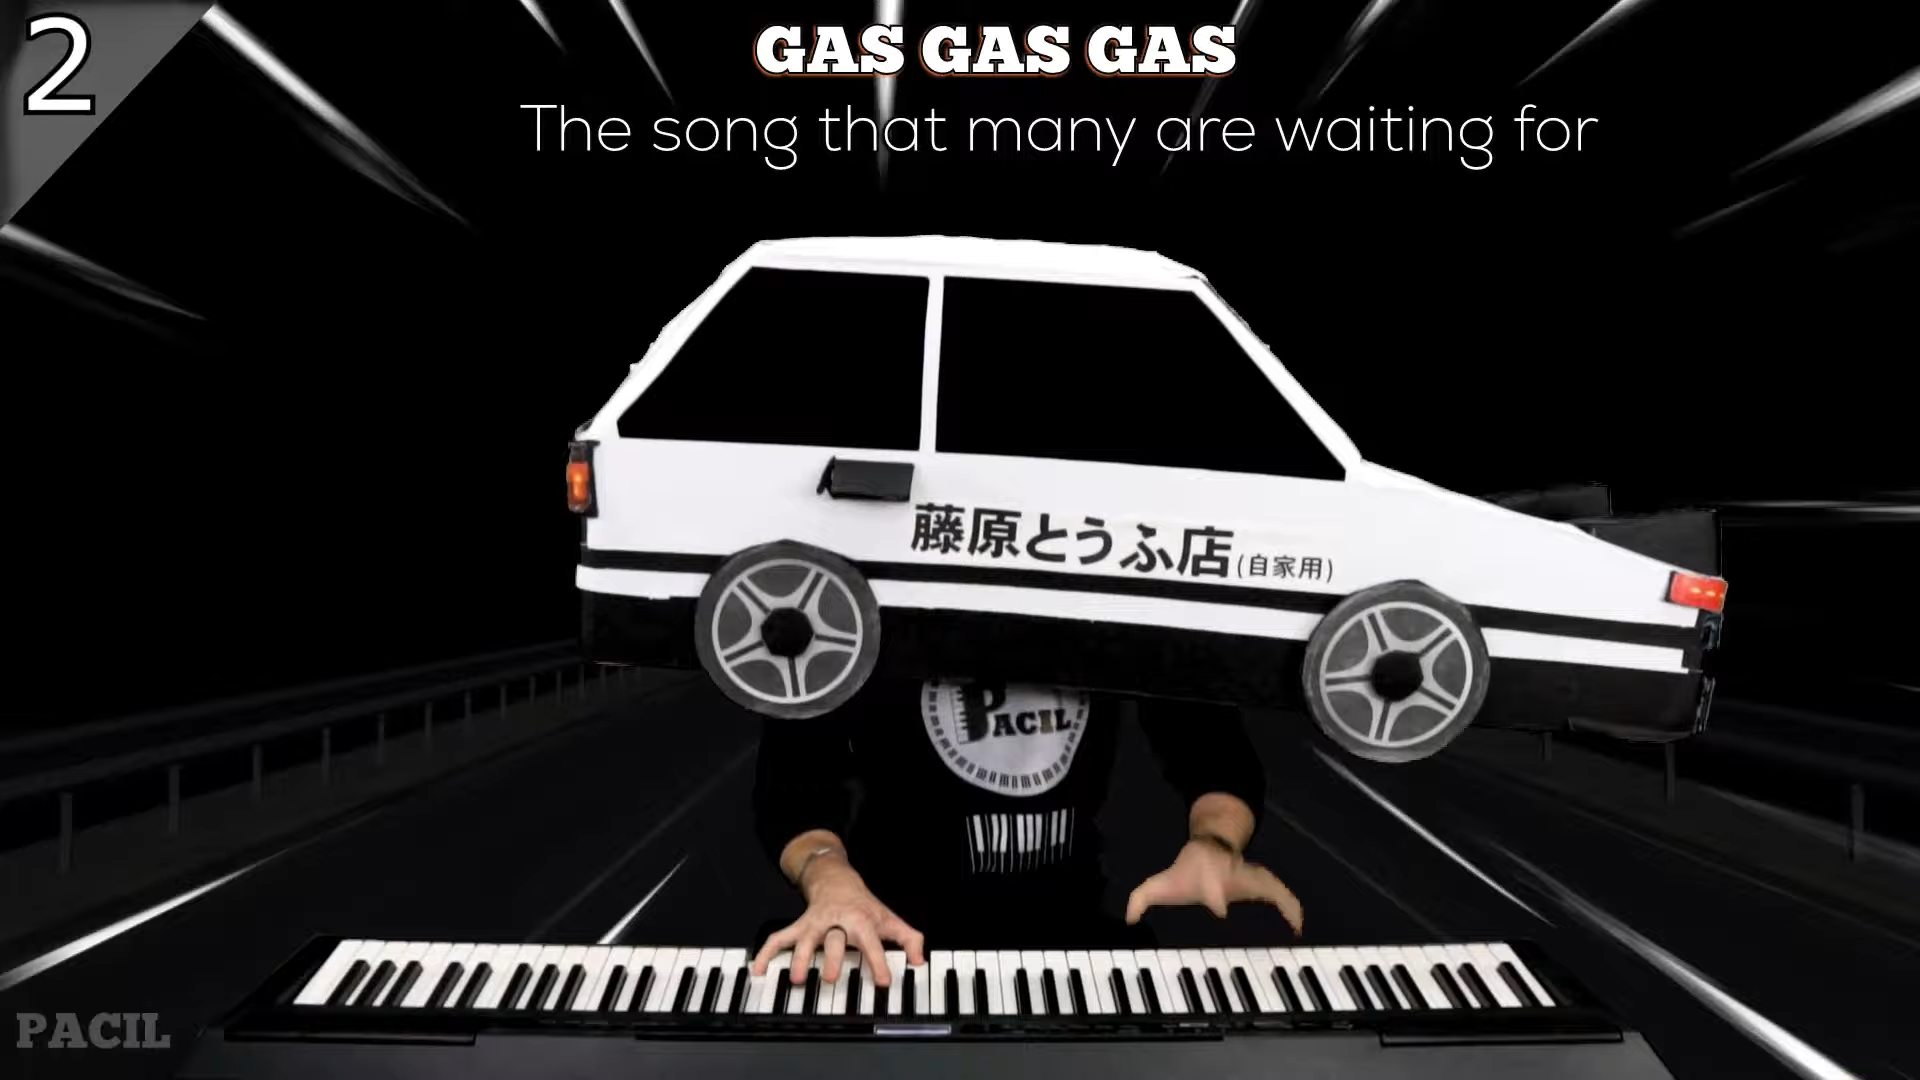 2
GAS GAS GAS
The song that many are waiting for
藤原とうふ店(自家用)
PACIL
PACIL